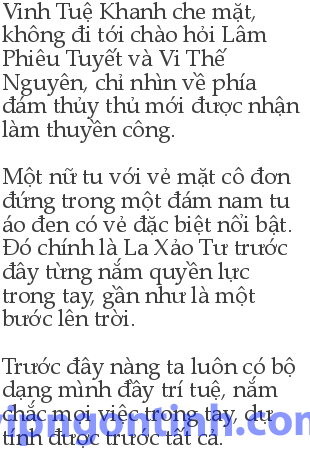 Vinh Tuệ Khanh che mặt,
không đi tới chào hỏi Lâm
Phiêu Tuyết và Vi Thế
Nguyên, chỉ nhìn về phía
đám thủy thủ mới được nhận
làm thuyền công.
Một nữ tu với vẻ mặt cô đơn
đứng trong một đám nam tu
áo đen có vẻ đặc biệt nổi bật.
Đó chính là La Xảo Tư trước
đây từng nắm quyền lực
trong tay, gần như là một
bước lên trời.
Trước đây nàng ta luôn có bộ
dạng mình đầy trí tuệ, nắm
chắc mọi việc trong tay, dự
tính được trước tất cả.
vipngontinh.com